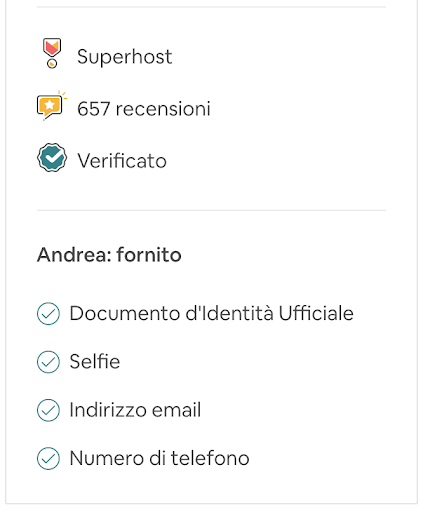 Superhost
657 recensioni
Verificato
Andrea: fornito
Documento d'Identità Ufficiale
Selfie
Indirizzo email
Numero di telefono